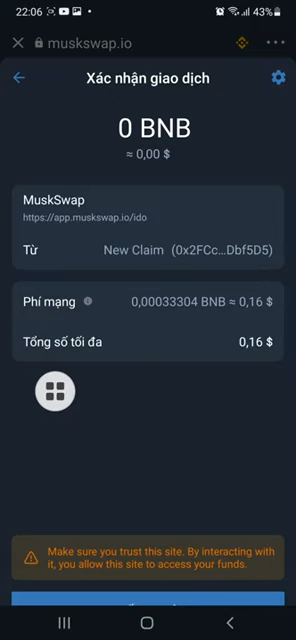 22:06 43%
muskswap.io
Xác nhận giao dịch
0 BNB
≈ 0,00 $
MuskSwap
https://app.muskswap.io/ido
Từ New Claim (0x2FCc...Dbf5D5)
Phí mạng 0,00033304 BNB ≈ 0,16 $
Tổng số tối đa 0,16 $
Make sure you trust this site. By interacting with
it, you allow this site to access your funds.